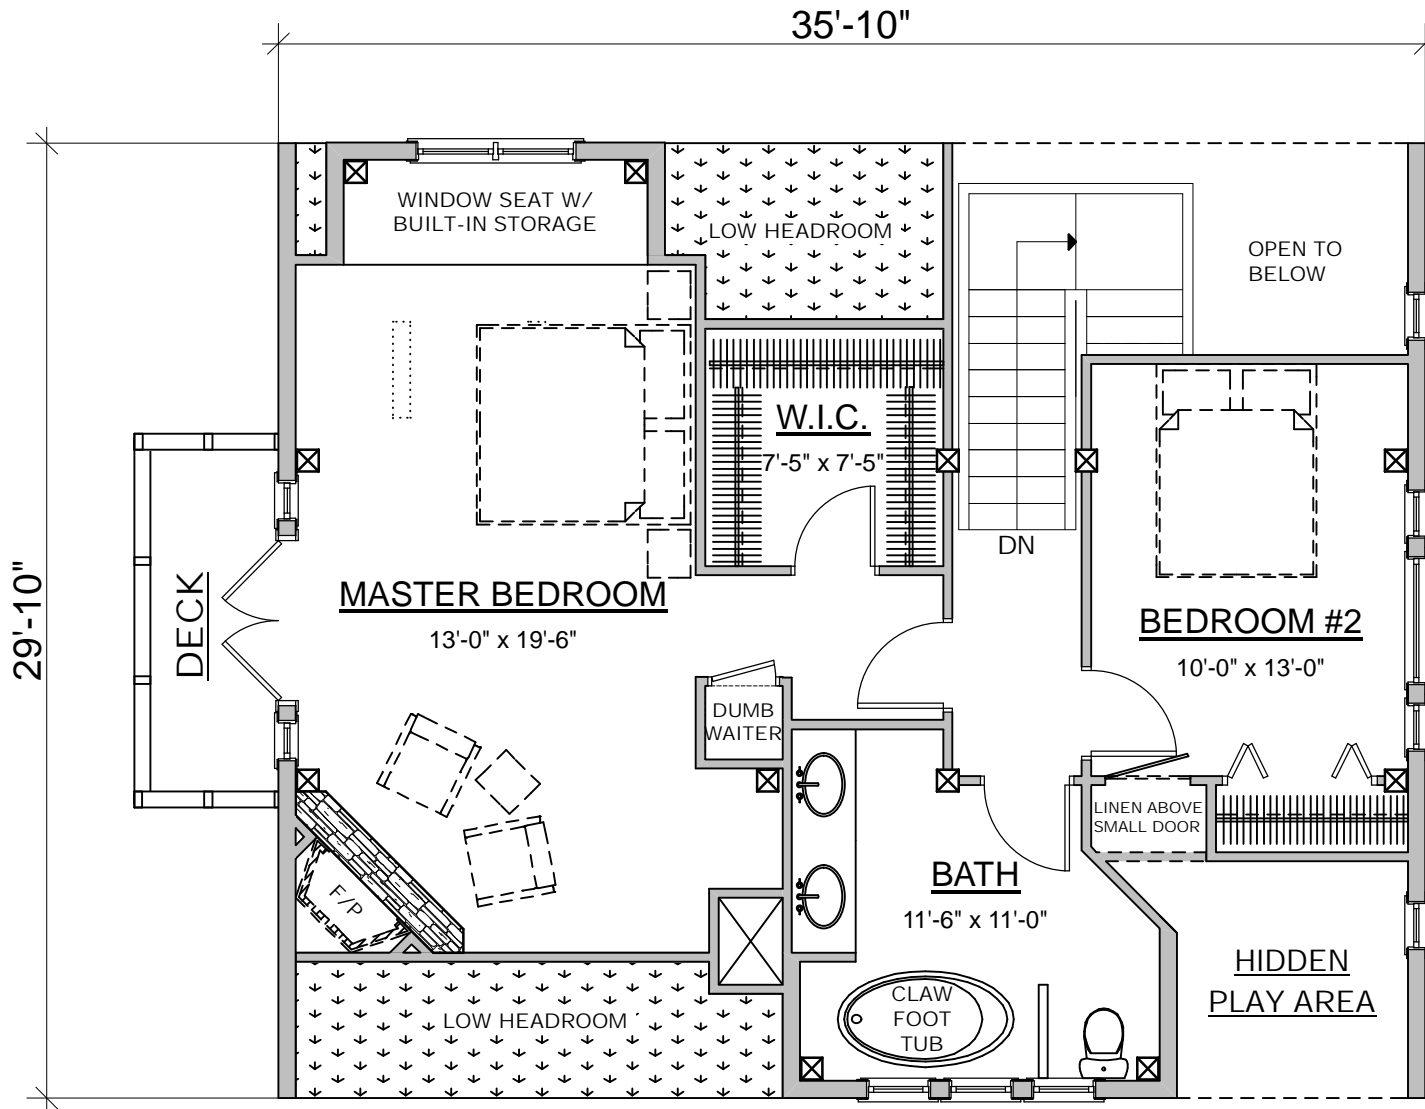 35'-10"
29'-10"
WINDOW SEAT W/
BUILT-IN STORAGE
LOW HEADROOM
OPEN TO
BELOW
W.I.C.
7'-5" x 7'-5"
DN
DECK
MASTER BEDROOM
13'-0" x 19'-6"
BEDROOM #2
10'-0" x 13'-0"
DUMB
WAITER
LINEN ABOVE
SMALL DOOR
F/P
BATH
11'-6" x 11'-0"
HIDDEN
PLAY AREA
CLAW
FOOT
TUB
LOW HEADROOM